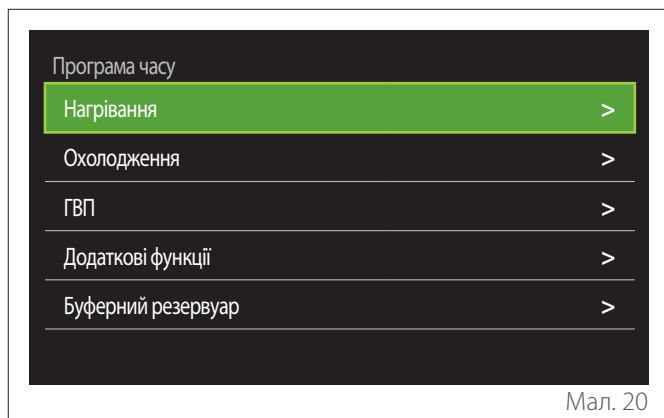 Програма часу
Нагрівання >
Охолодження >
ГВП >
Додаткові функції >
Буферний резервуар >
Мал. 20